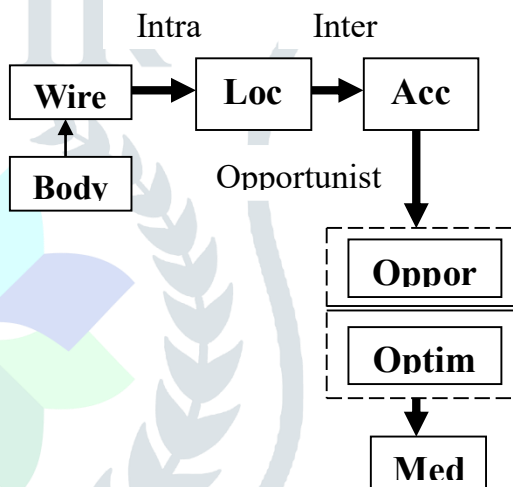 Intra Inter
Wire Loc Acc
Body
Opportunist
Oppor
Optim
Med